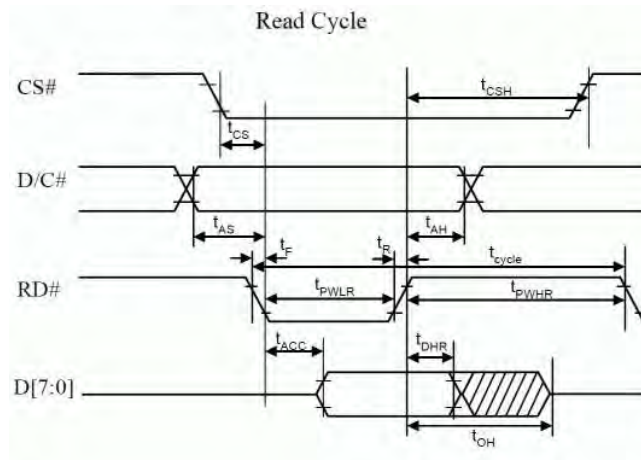 Read Cycle
CS#
tCSH
tCS
D/C#
tAS
tAH
tF
tR
tcycle
RD#
tPWLR
tPWHR
tACC
tDHR
D[7:0]
tOH